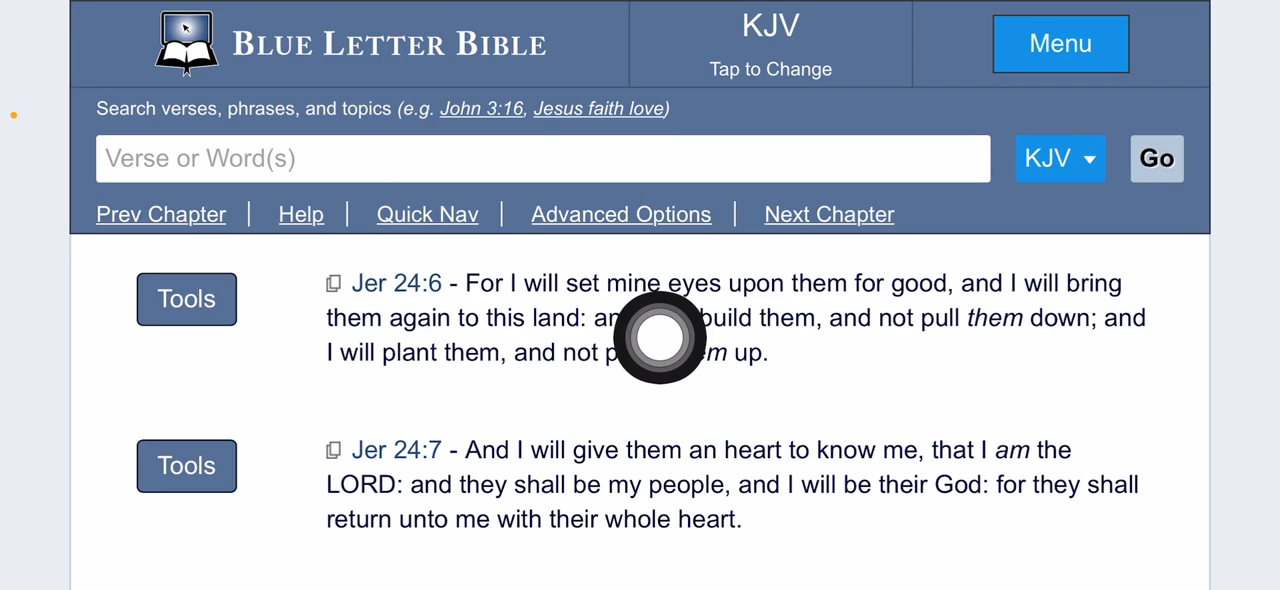 BLUE LETTER BIBLE
KJV
Tap to Change
Menu
Search verses, phrases, and topics (e.g. John 3:16, Jesus faith love)
Verse or Word(s)
KJV
Go
Prev Chapter | Help | Quick Nav | Advanced Options | Next Chapter
Tools
Jer 24:6 - For I will set mine eyes upon them for good, and I will bring
them again to this land: build them, and not pull them down; and
I will plant them, and not up.
Tools
Jer 24:7 - And I will give them an heart to know me, that I am the
LORD: and they shall be my people, and I will be their God: for they shall
return unto me with their whole heart.